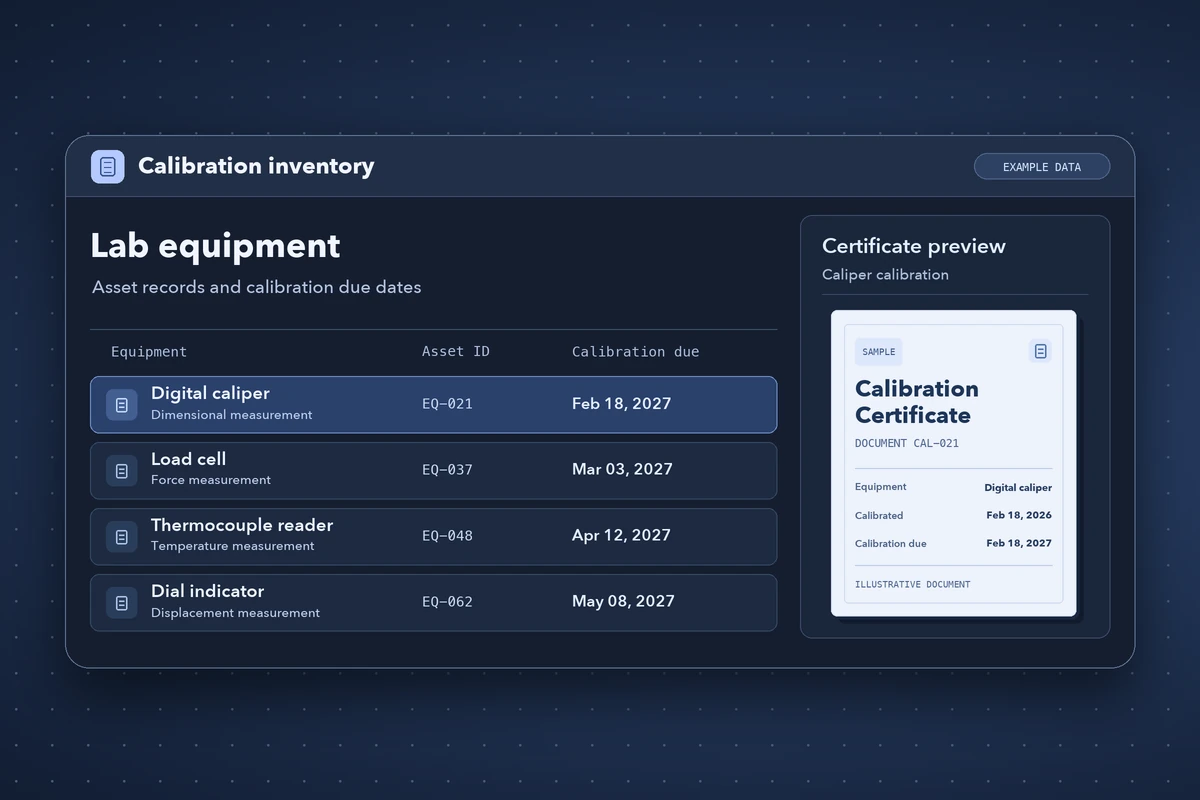 Calibration inventory
EXAMPLE DATA
Lab equipment
Asset records and calibration due dates
Equipment Asset ID Calibration due
Digital caliper
Dimensional measurement
EQ−021 Feb 18, 2027
Load cell
Force measurement
EQ−037 Mar 03, 2027
Thermocouple reader
Temperature measurement
EQ−048 Apr 12, 2027
Dial indicator
Displacement measurement
EQ−062 May 08, 2027
Certificate preview
Caliper calibration
SAMPLE
Calibration
Certificate
DOCUMENT CAL−021
Equipment Digital caliper
Calibrated Feb 18, 2026
Calibration due Feb 18, 2027
ILLUSTRATIVE DOCUMENT